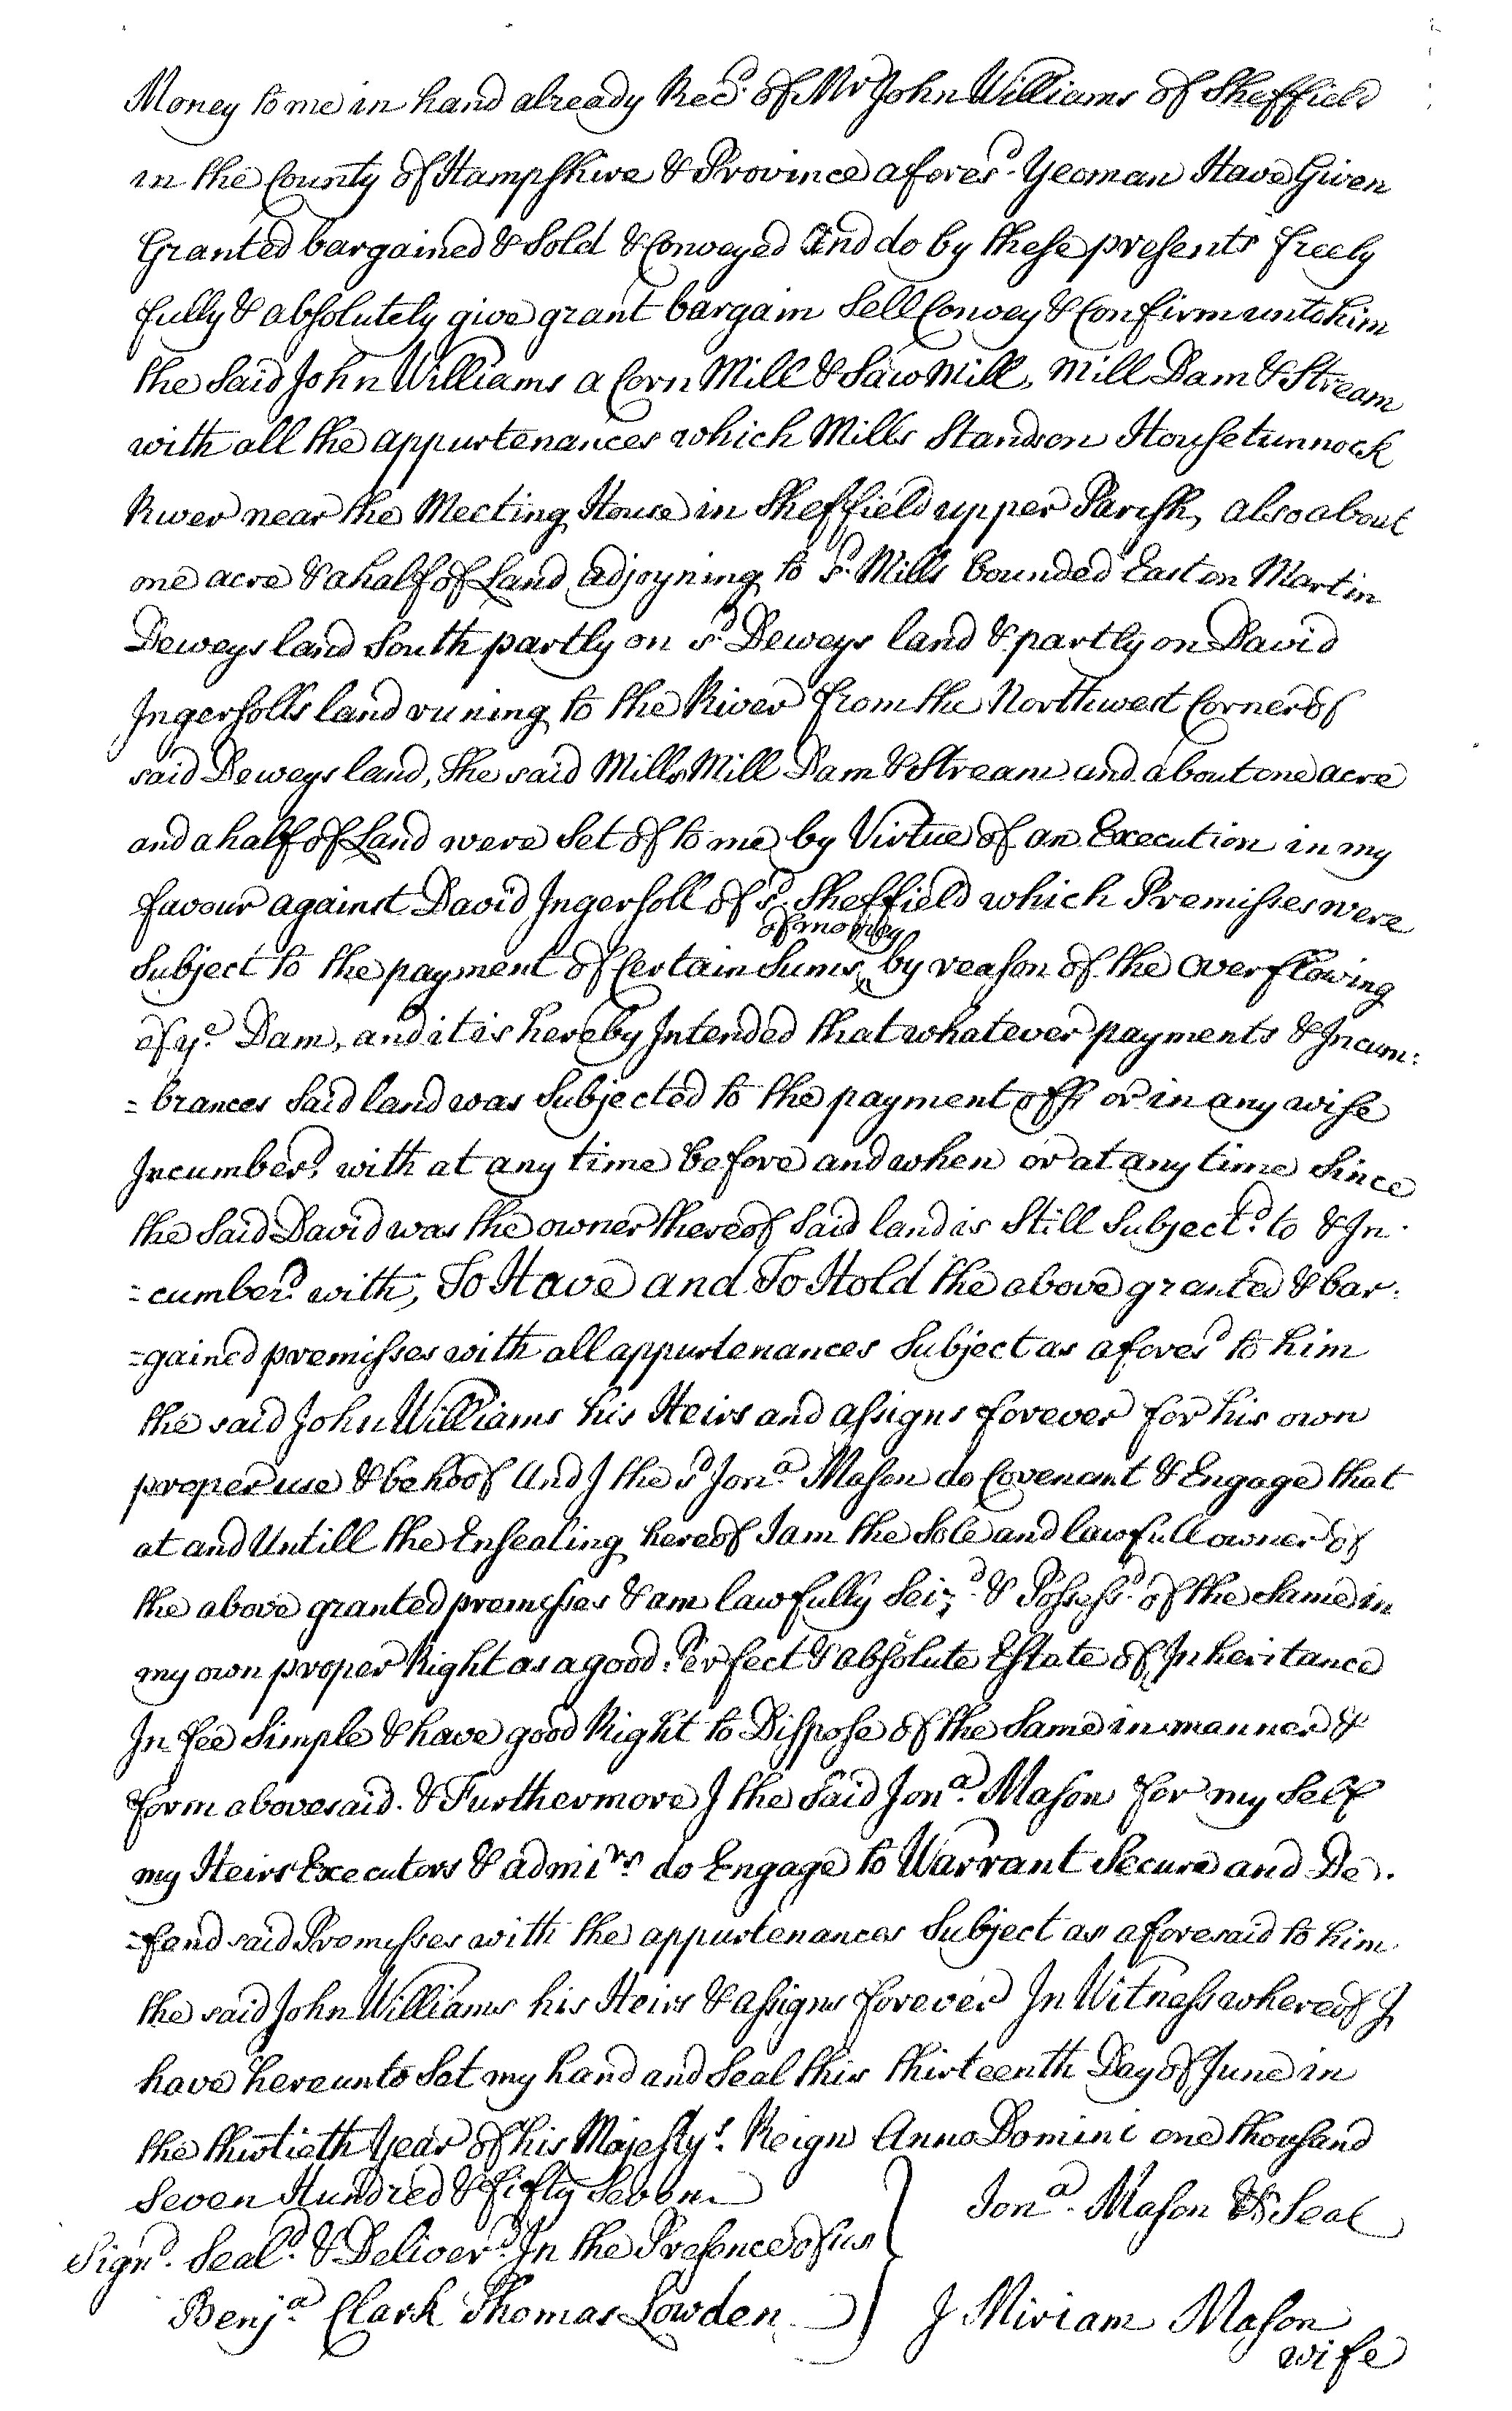 Money to me in hand already Rec.d of Mr John Williams of Sheffield
in the County of Hampshire & Province afores.d Yeoman Have Given
Granted bargained & Sold & Conveyed And do by these presents freely
fully & absolutely give grant bargain Sell Convey & Confirm unto him
the Said John Williams a Corn Mill & Saw Mill, Mill Dam & Stream
with all the appurtenances which Mills Stands on Housetunnock
River near the Meeting House in Sheffield upper Parish, also about
one acre & a half of Land adjoyning to s.d Mills bounded East on Martin
Deweys land South partly on s.d Deweys land & partly on David
Ingersolls land runing to the River from the Northwest Corner of
said Deweys land, The said Mills Mill Dam & Stream and about one acre
and a half of Land were Set of to me by Virtue of an Execution in my
favour against David Ingersoll of s.d Sheffield which Premisses were
of money
Subject to the payment of Certain Sums ‸ by reason of the overflowing
of y.e Dam, and it is hereby Intended that whatever payments & Incum:
= brances Said land was Subjected to the payment off or in any wise
Incumber.d with at any time before and when or at any time Since
the Said David was the owner thereof Said land is Still Subject.d to & In
=cumber.d with, To Have and To Hold the above granted & bar:
=gained premisses with all appurtenances Subject as afores.d to him
the said John Williams his Heirs and assigns forever for his own
proper use & behoof And I the s.d Jon.a Mason do Covenant & Engage that
at and Untill the Ensealing hereof I am the Sole and lawfull owner of
the above granted premisses & am lawfully Seiz.d & Possess.d of the Same in
my own proper Right as a good Perfect & absolute Estate of Inheritance
In fee Simple & have good Right to Dispose of the Same in manner &
form abovesaid. & Furthermore I the Said Jon.a Mason for my Self
my Heirs Executors & admi.rs do Engage to Warrant Secure and De.
=fend said Premisses with the appurtenances Subject as aforesaid to him
the said John Williams his Heirs & assigns forever In Witness whereof I
have hereunto Set my hand and Seal this thirteenth Day of June in
the thirtieth Year of his Majesty.s Reign Anno Domini one thousand
Seven Hundred & Fifty Seven
Jon.a Mason & Seal
Sign.d Seal.d & Deliver.d In the Presence of us
Benj.a Clark Thomas Lowden
I Miriam Mason
wife